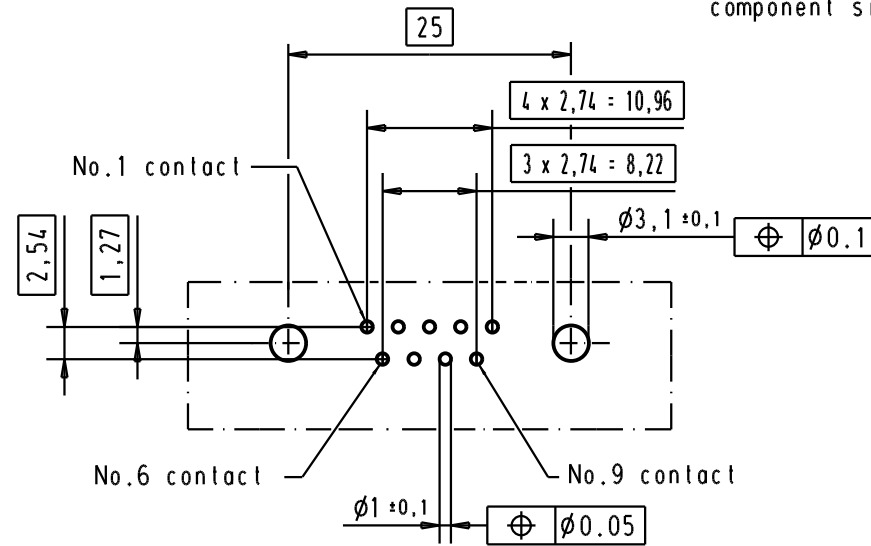 component s
25
4 x 2,74 = 10,96
No.1 contact
3 x 2,74 = 8,22
Ø3,1 ±0,1
Ø0.1
2,54
1,27
No.6 contact
No.9 contact
Ø1 ±0,1
Ø0.05